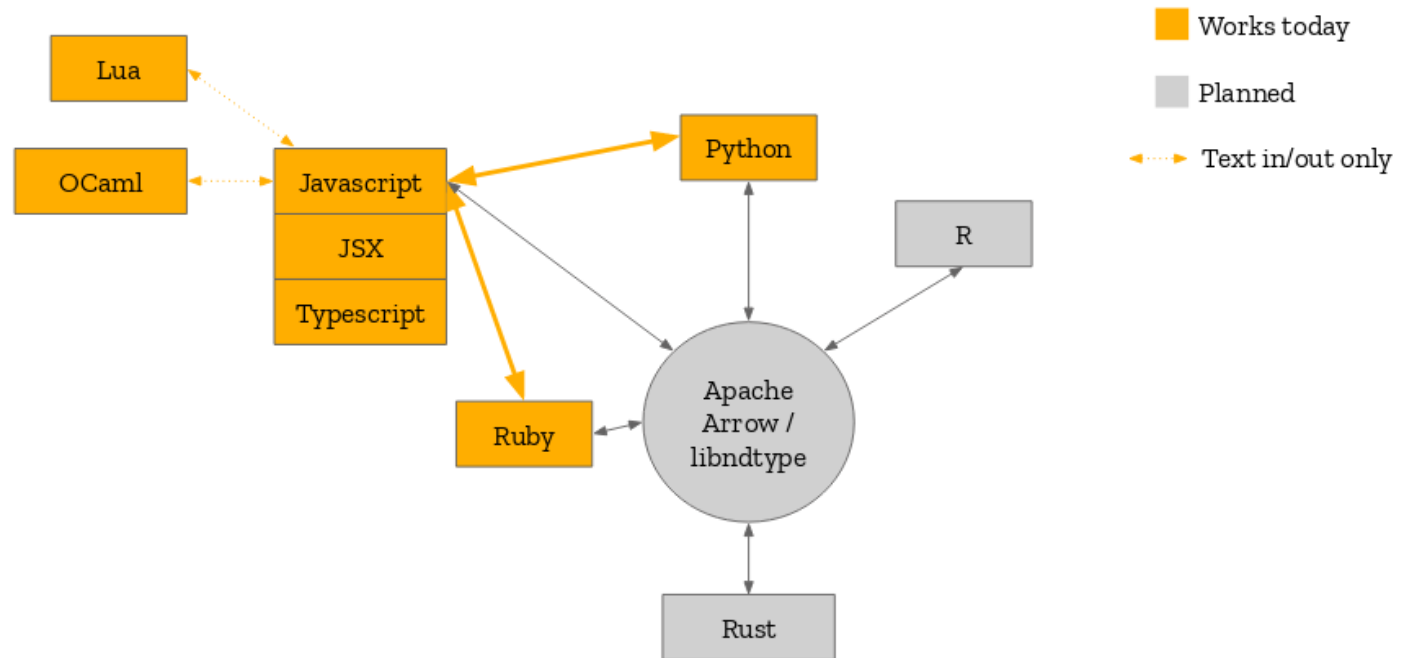 Works today
Lua
Planned
Python
Text in/out only
OCaml
Javascript
R
JSX
Typescript
Apache
Arrow /
libndtype
Ruby
Rust